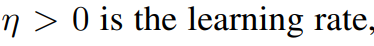 η > 0 is the learning rate,